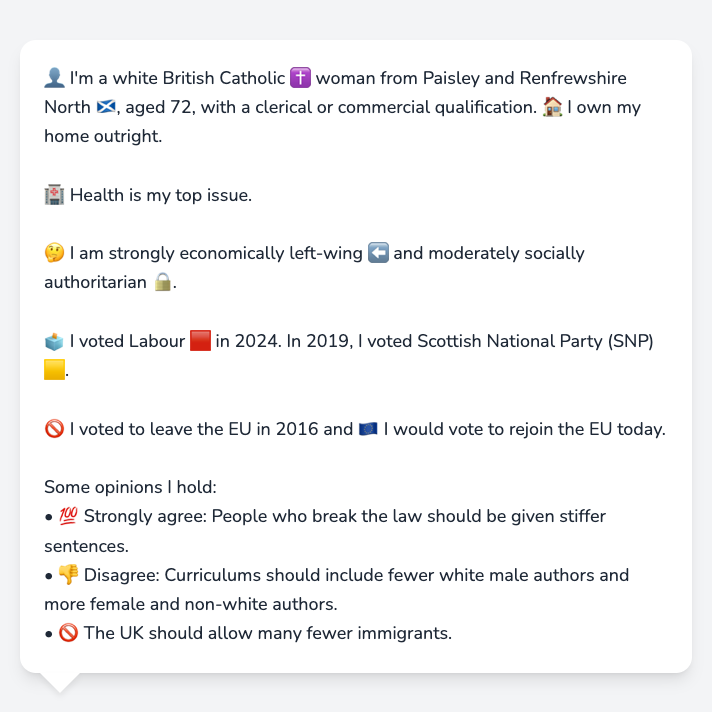 👤 I'm a white British Catholic ✝️ woman from Paisley and Renfrewshire
North 🏴󠁧󠁢󠁳󠁣󠁴󠁿, aged 72, with a clerical or commercial qualification. 🏠 I own my
home outright.
🏥 Health is my top issue.
🤔 I am strongly economically left-wing ⬅️ and moderately socially
authoritarian 🔒.
🗳️ I voted Labour 🟥 in 2024. In 2019, I voted Scottish National Party (SNP)
🟨.
🚫 I voted to leave the EU in 2016 and 🇪🇺 I would vote to rejoin the EU today.
Some opinions I hold:
• 💯 Strongly agree: People who break the law should be given stiffer
sentences.
• 👎 Disagree: Curriculums should include fewer white male authors and
more female and non-white authors.
• 🚫 The UK should allow many fewer immigrants.